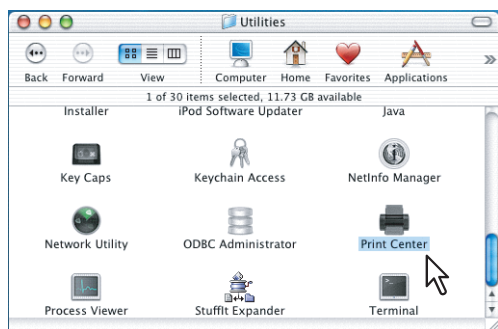 Utilities
Back Forward View Computer Home Favorites Applications
1 of 30 items selected, 11.73 GB available
Installer iPod Software Updater Java
Key Caps Keychain Access NetInfo Manager
Network Utility ODBC Administrator Print Center
Process Viewer StuffIt Expander Terminal